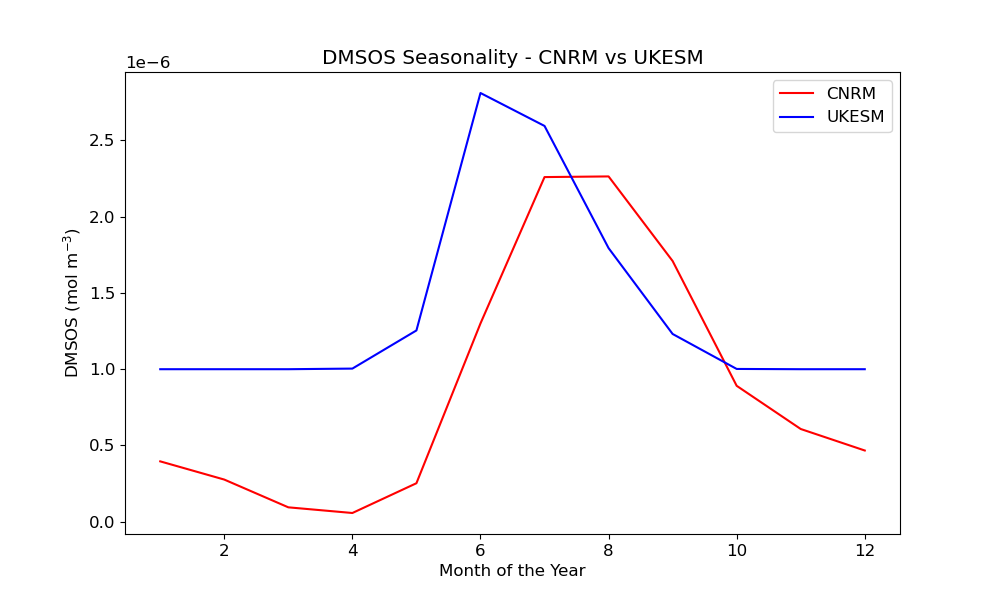 DMSOS Seasonality - CNRM vs UKESM
1e−6
CNRM
UKESM
2.5
2.0
1.5
1.0
0.5
0.0
DMSOS (mol m⁻³)
2 4 6 8 10 12
Month of the Year